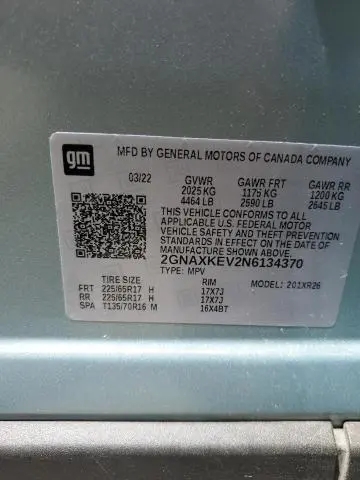 gm MFD BY GENERAL MOTORS OF CANADA COMPANY
03/22 GVWR GAWR FRT GAWR RR
2025 KG 1175 KG 1200 KG
4464 LB 2590 LB 2645 LB
THIS VEHICLE CONFORMS TO ALL
APPLICABLE U.S. FEDERAL MOTOR
VEHICLE SAFETY, BUMPER, AND
THEFT PREVENTION STANDARDS
IN EFFECT ON THE DATE OF
MANUFACTURE SHOWN ABOVE.
2GNAXKEV2N6134370
TYPE: MPV
TIRE SIZE RIM MODEL: 201XR26
FRT 225/65R17 H 17X7J
RR 225/65R17 H 17X7J
SPA T135/70R16 M 16X4BT